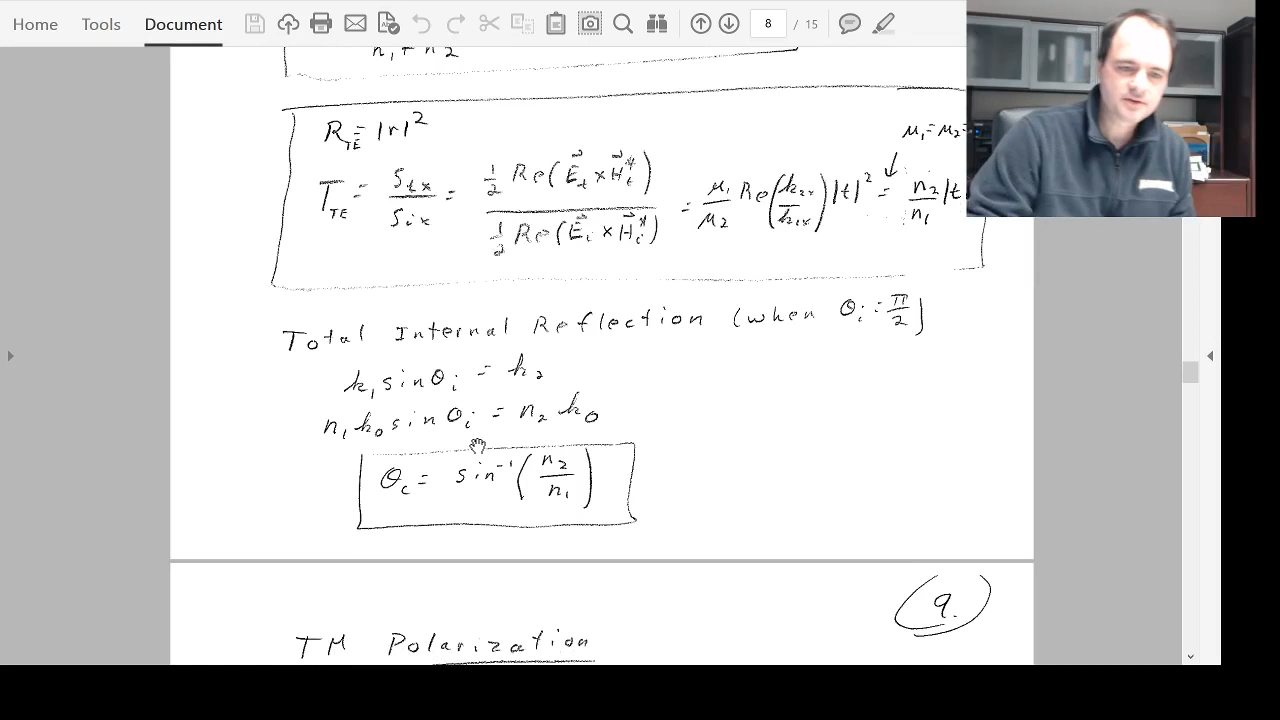 Home Tools Document 8 / 15
n₁ + n₂
R_TE = |r|²
μ₁ = μ₂ =
T_TE = S_tx / S_ix = ½ Re(E⃗_t × H⃗_t*) / ½ Re(E⃗_i × H⃗_i*) = μ₁/μ₂ Re(k₂ₓ/k₁ₓ) |t|² = n₂/n₁ |t
Total Internal Reflection (when θ_i = π/2)
k₁ sin θ_i = k₂
n₁ k₀ sin θ_i = n₂ k₀
θ_c = sin⁻¹ (n₂/n₁)
9.
TM Polarization